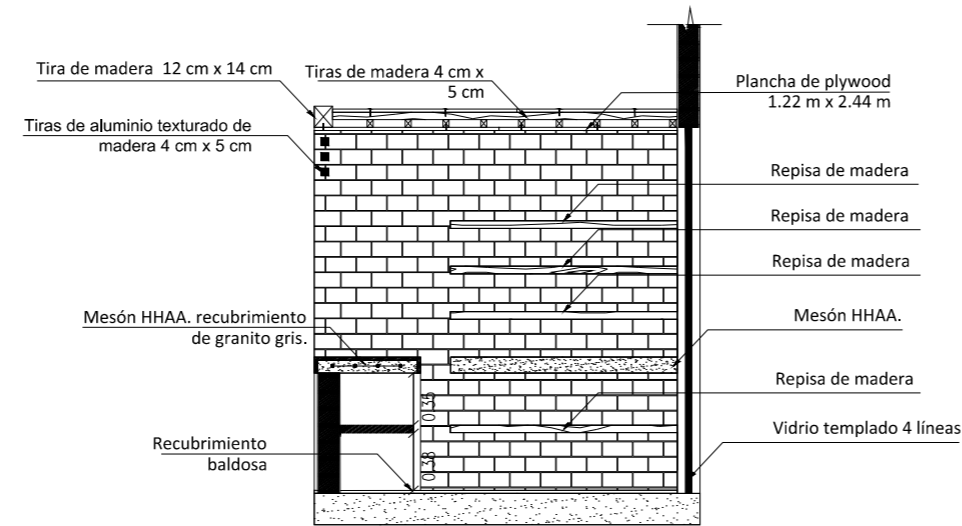 Tira de madera 12 cm x 14 cm
Tiras de madera 4 cm x
5 cm
Plancha de plywood
1.22 m x 2.44 m
Tiras de aluminio texturado de
madera 4 cm x 5 cm
Repisa de madera
Repisa de madera
Repisa de madera
Mesón HHAA. recubrimiento
de granito gris.
Mesón HHAA.
Repisa de madera
0.36
Vidrio templado 4 líneas
Recubrimiento
baldosa
0.38